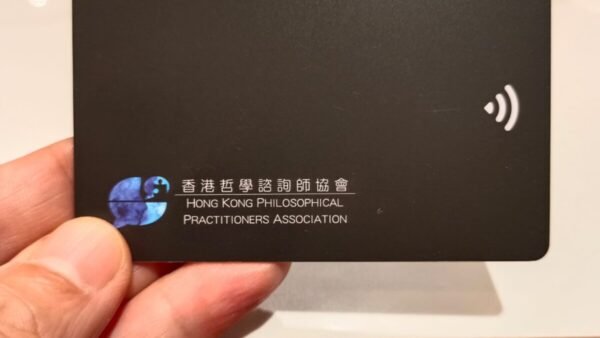 香港哲學諮詢師協會
HONG KONG PHILOSOPHICAL
PRACTITIONERS ASSOCIATION